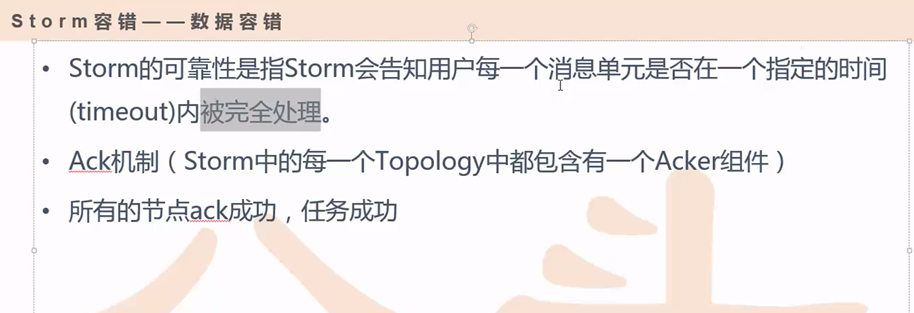 Storm容错——数据容错
• Storm的可靠性是指Storm会告知用户每一个消息单元是否在一个指定的时间
(timeout)内被完全处理。
• Ack机制（Storm中的每一个Topology中都包含有一个Acker组件）
• 所有的节点ack成功，任务成功